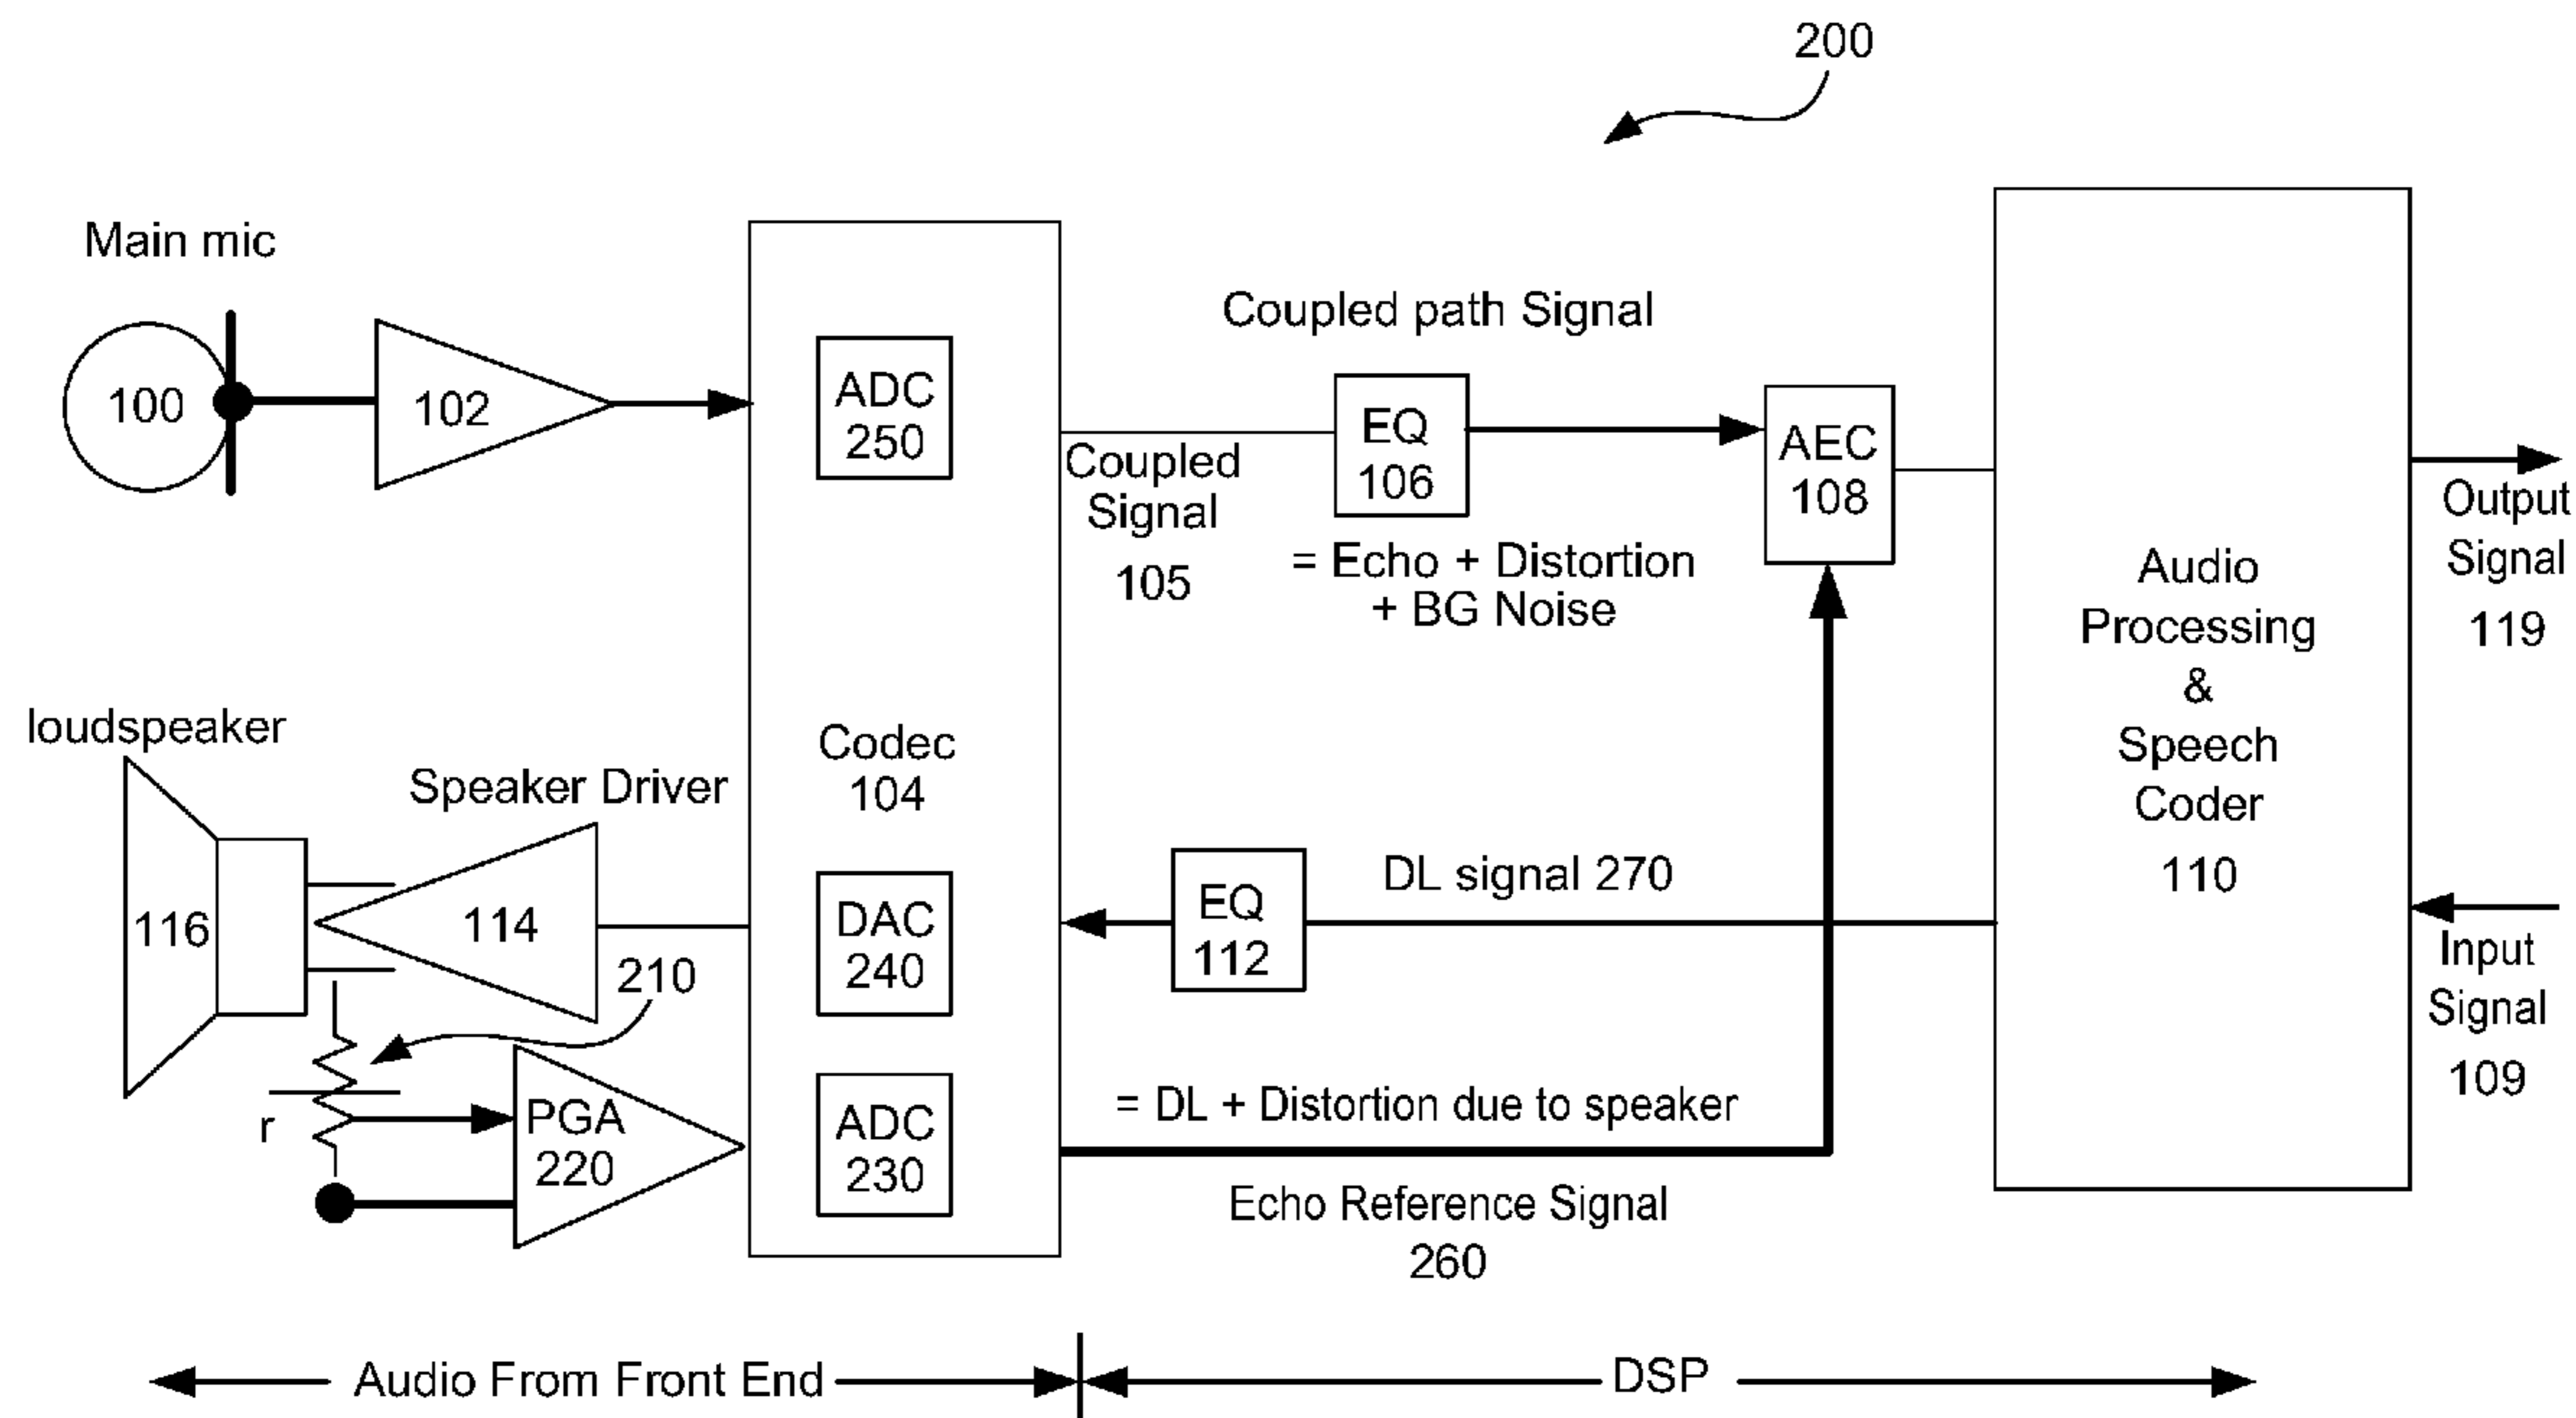 200
Main mic
100
102
ADC
250
Coupled path Signal
Coupled
Signal
105
EQ
106
= Echo + Distortion
+ BG Noise
AEC
108
Audio
Processing
&
Speech
Coder
110
Output
Signal
119
Input
Signal
109
loudspeaker
116
Speaker Driver
114
210
Codec
104
DAC
240
EQ
112
DL signal 270
r
PGA
220
ADC
230
= DL + Distortion due to speaker
Echo Reference Signal
260
Audio From Front End
DSP